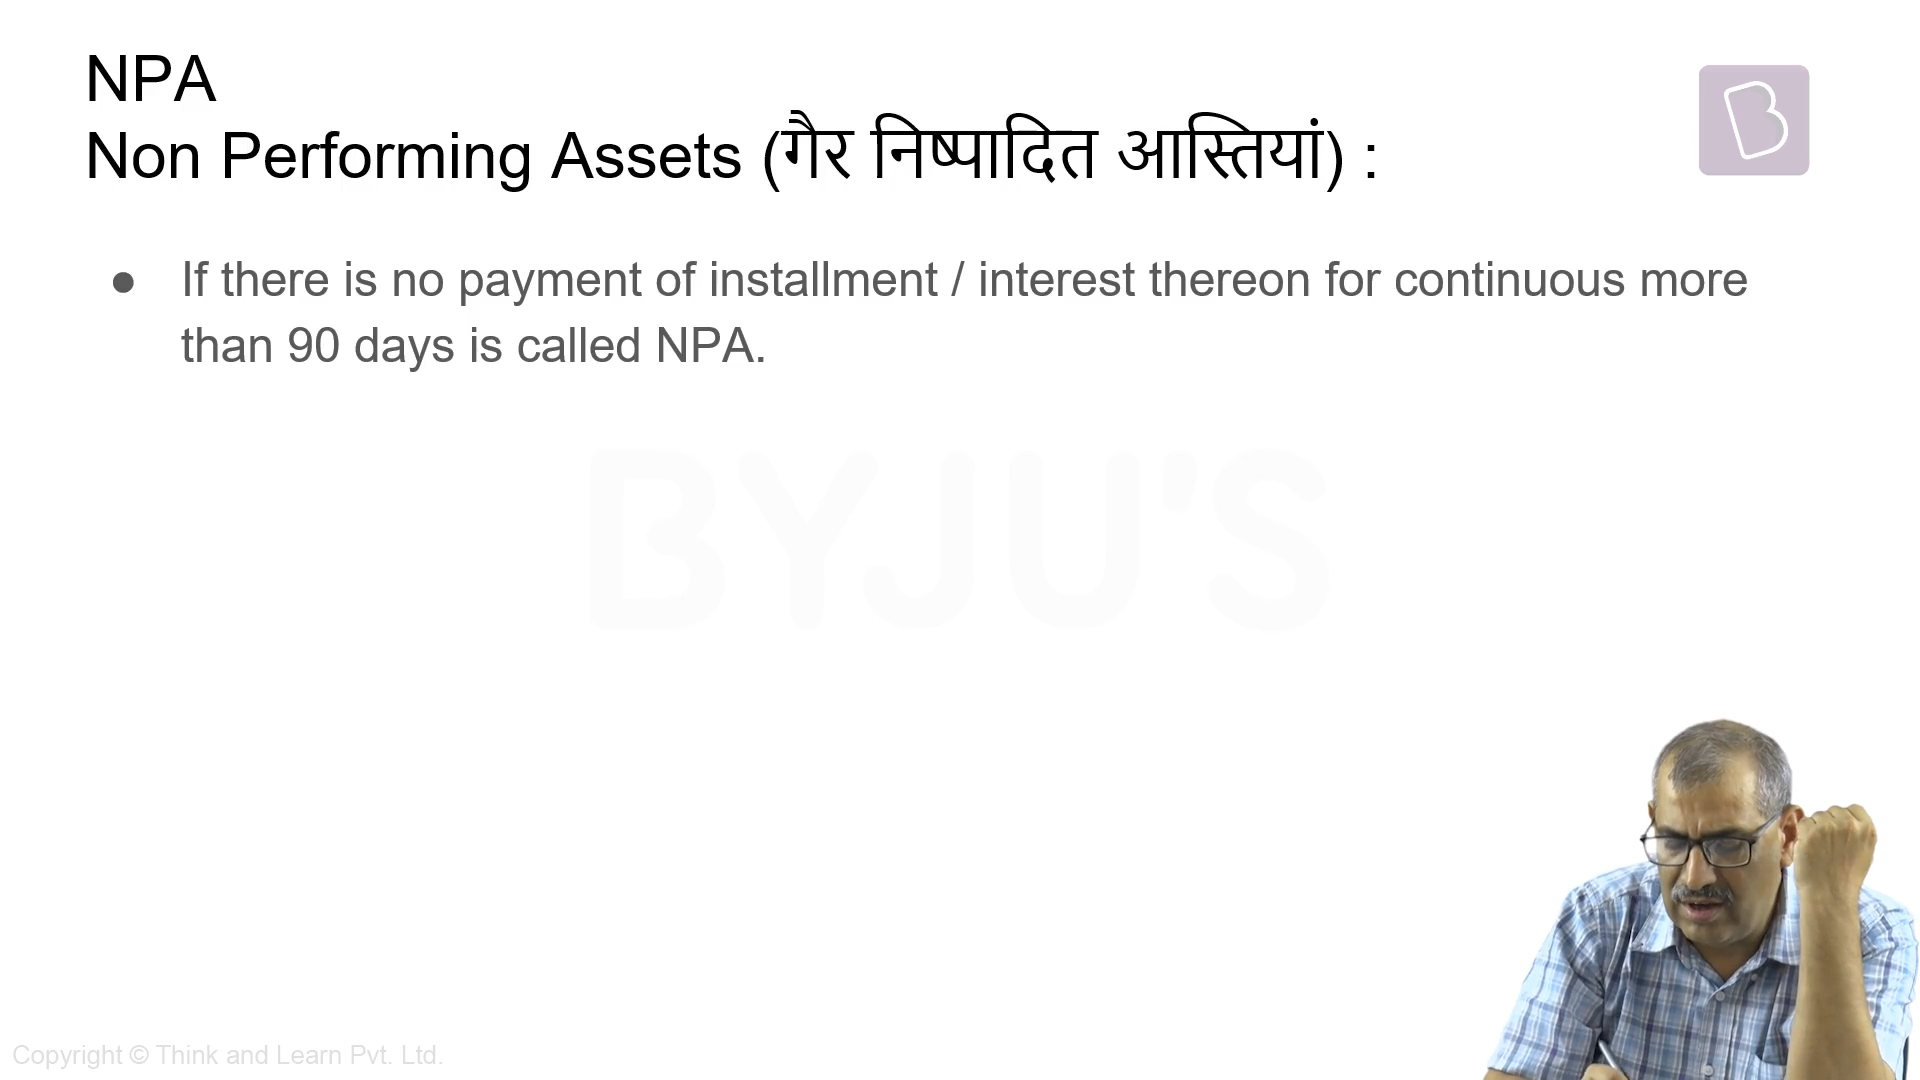 NPA
Non Performing Assets (गैर निष्पादित आस्तियां) :
● If there is no payment of installment / interest thereon for continuous more
than 90 days is called NPA.
BYJU'S
Copyright © Think and Learn Pvt. Ltd.